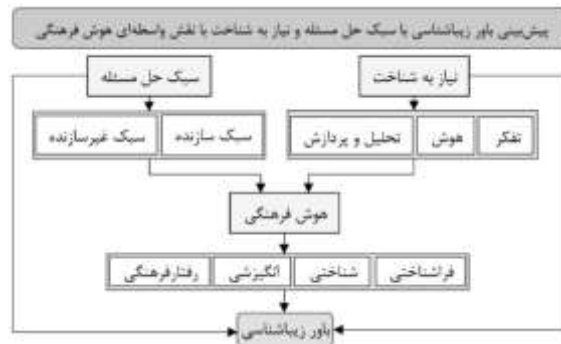 پیش‌بینی باور زیباشناسی با سبک حل مسئله و نیاز به شناخت با نقش واسطه‌ای هوش فرهنگی
نیاز به شناخت
سبک حل مسئله
تفکر
هوش
تحلیل و پردازش
سبک سازنده
سبک غیرسازنده
هوش فرهنگی
فراشناختی
شناختی
انگیزشی
رفتارفرهنگی
باور زیباشناسی